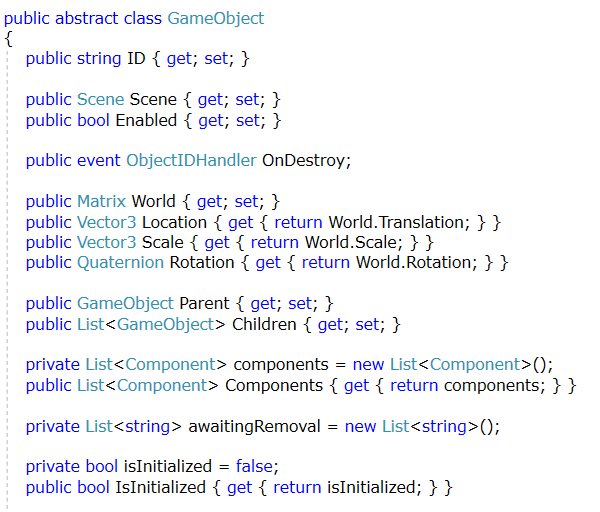 public abstract class GameObject
{
public string ID { get; set; }
public Scene Scene { get; set; }
public bool Enabled { get; set; }
public event ObjectIDHandler OnDestroy;
public Matrix World { get; set; }
public Vector3 Location { get { return World.Translation; } }
public Vector3 Scale { get { return World.Scale; } }
public Quaternion Rotation { get { return World.Rotation; } }
public GameObject Parent { get; set; }
public List<GameObject> Children { get; set; }
private List<Component> components = new List<Component>();
public List<Component> Components { get { return components; } }
private List<string> awaitingRemoval = new List<string>();
private bool isInitialized = false;
public bool IsInitialized { get { return isInitialized; } }